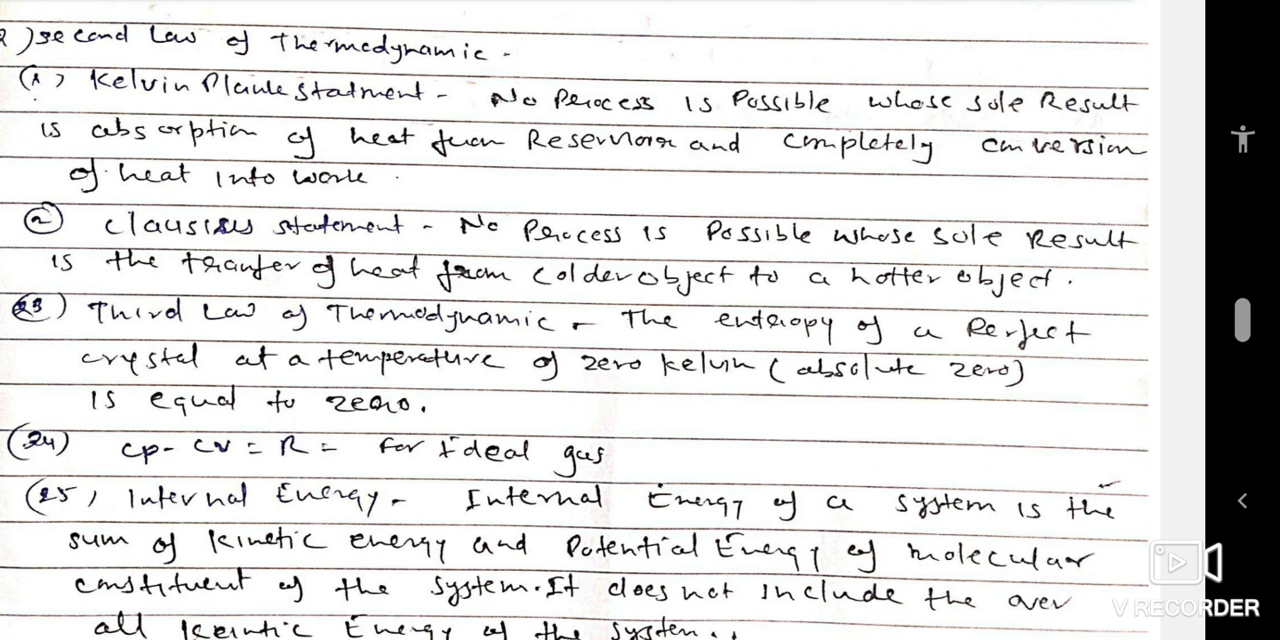 2) second Law of Thermodynamic -
(1) Kelvin Planck statment - No Process is Possible whose sole Result
is absorption of heat from Reservoir and completely conversion
of heat into work.
(2) Clausius statement - No Process is Possible whose sole Result
is the tranfer of heat from colder object to a hotter object.
23) Third Law of Thermodynamic - The entropy of a Perfect
crystal at a temperature of zero kelvin (absolute zero)
is equal to zero.
(24) Cp - Cv = R = For Ideal gas
(25) Internal Energy - Internal Energy of a system is the
sum of kinetic energy and Potential Energy of molecular
constituent of the system. It does not include the over
all Energy of the system..
V RECORDER